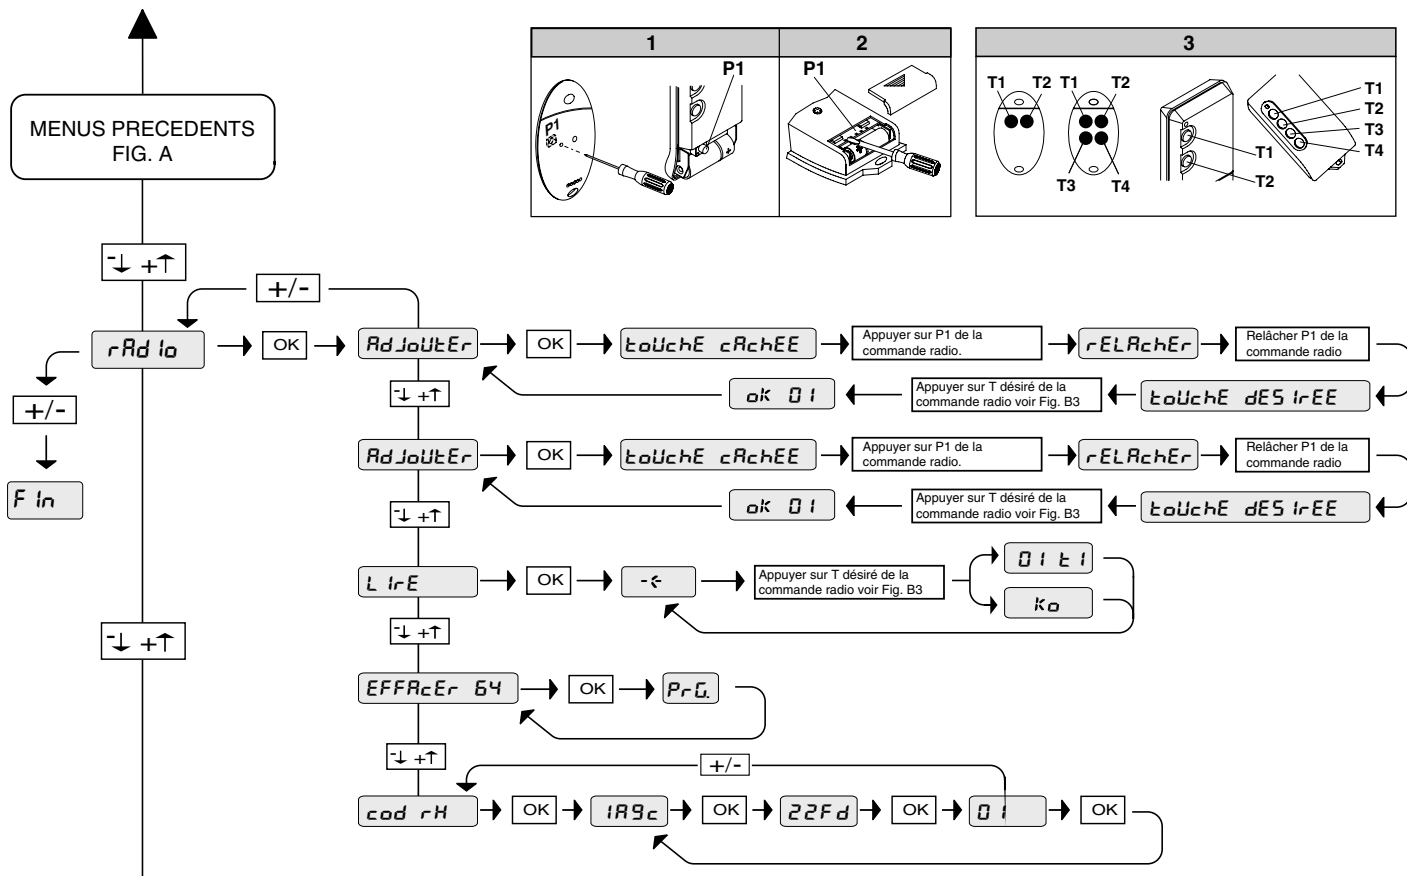 1
2
3
P1
P1
P1
T1
T2
T1
T2
T3
T4
T1
T2
T1
T2
T3
T4
MENUS PRECEDENTS
FIG. A
-↓ +↑
+/-
rAdIo
OK
AdJoUtEr
OK
toUchE cAchEE
Appuyer sur P1 de la
commande radio.
rELAchEr
Relâcher P1 de la
commande radio
-↓ +↑
oK 01
Appuyer sur T désiré de la
commande radio voir Fig. B3
toUchE dESIrEE
+/-
FIn
AdJoUtEr
OK
toUchE cAchEE
Appuyer sur P1 de la
commande radio.
rELAchEr
Relâcher P1 de la
commande radio
-↓ +↑
oK 01
Appuyer sur T désiré de la
commande radio voir Fig. B3
toUchE dESIrEE
LIrE
OK
Appuyer sur T désiré de la
commande radio voir Fig. B3
01 t1
Ko
-↓ +↑
-↓ +↑
EFFAcEr 64
OK
PrG.
-↓ +↑
+/-
cod rH
OK
1A9c
OK
22Fd
OK
01
OK